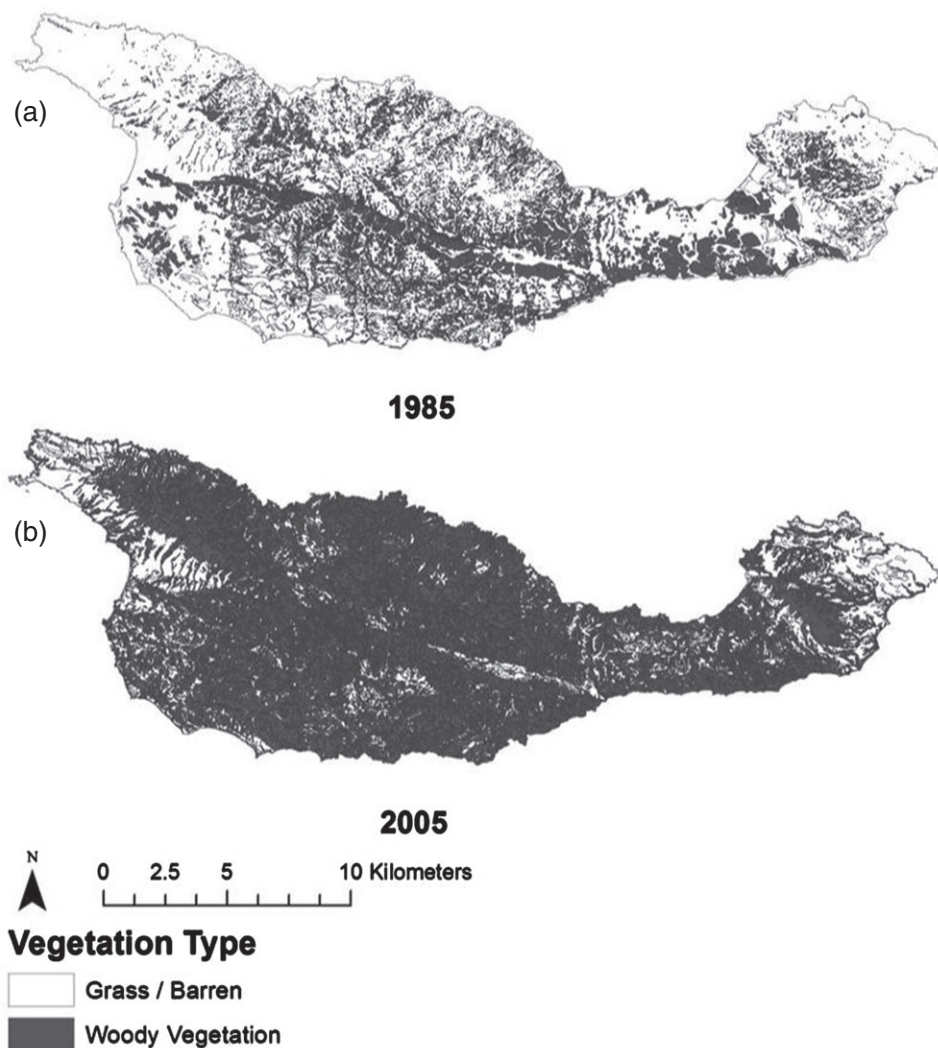 (a)
1985
(b)
2005
N
0 2.5 5 10 Kilometers
Vegetation Type
Grass / Barren
Woody Vegetation